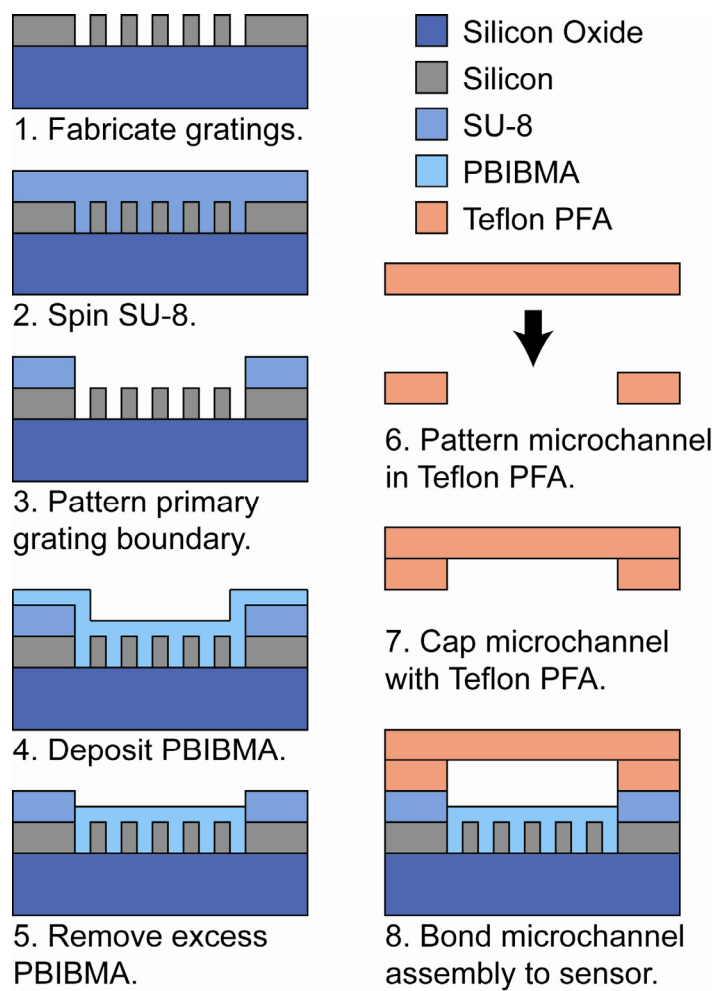 1. Fabricate gratings.
2. Spin SU-8.
3. Pattern primary
grating boundary.
4. Deposit PBIBMA.
5. Remove excess
PBIBMA.
Silicon Oxide
Silicon
SU-8
PBIBMA
Teflon PFA
6. Pattern microchannel
in Teflon PFA.
7. Cap microchannel
with Teflon PFA.
8. Bond microchannel
assembly to sensor.